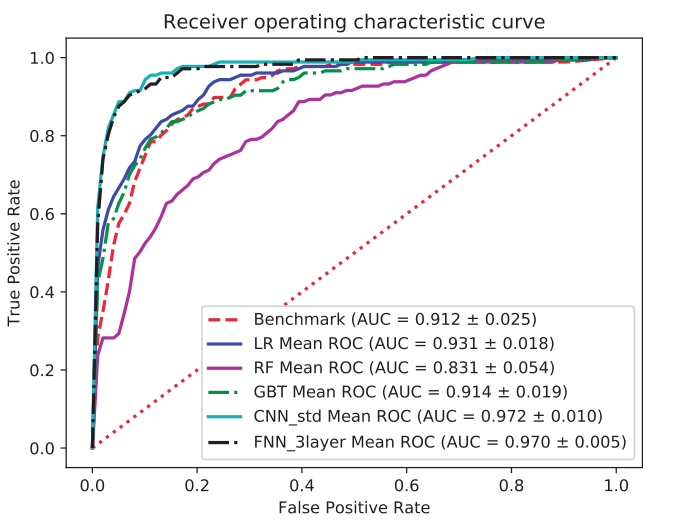 Receiver operating characteristic curve
True Positive Rate
1.0
0.8
0.6
0.4
0.2
0.0
Benchmark (AUC = 0.912 ± 0.025)
LR Mean ROC (AUC = 0.931 ± 0.018)
RF Mean ROC (AUC = 0.831 ± 0.054)
GBT Mean ROC (AUC = 0.914 ± 0.019)
CNN_std Mean ROC (AUC = 0.972 ± 0.010)
FNN_3layer Mean ROC (AUC = 0.970 ± 0.005)
0.0 0.2 0.4 0.6 0.8 1.0
False Positive Rate